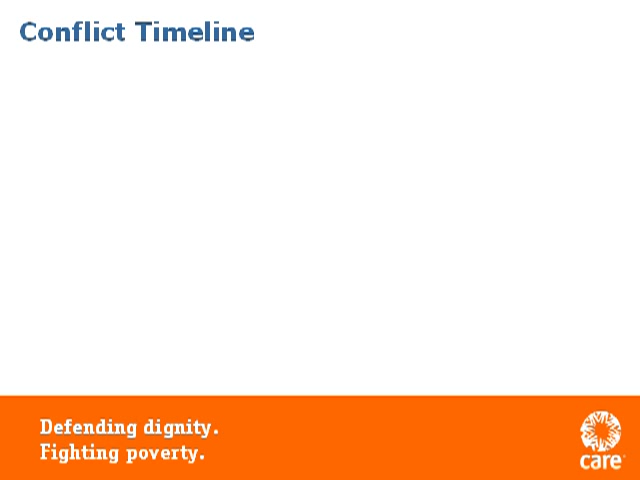 Conflict Timeline
Defending dignity.
Fighting poverty.
care